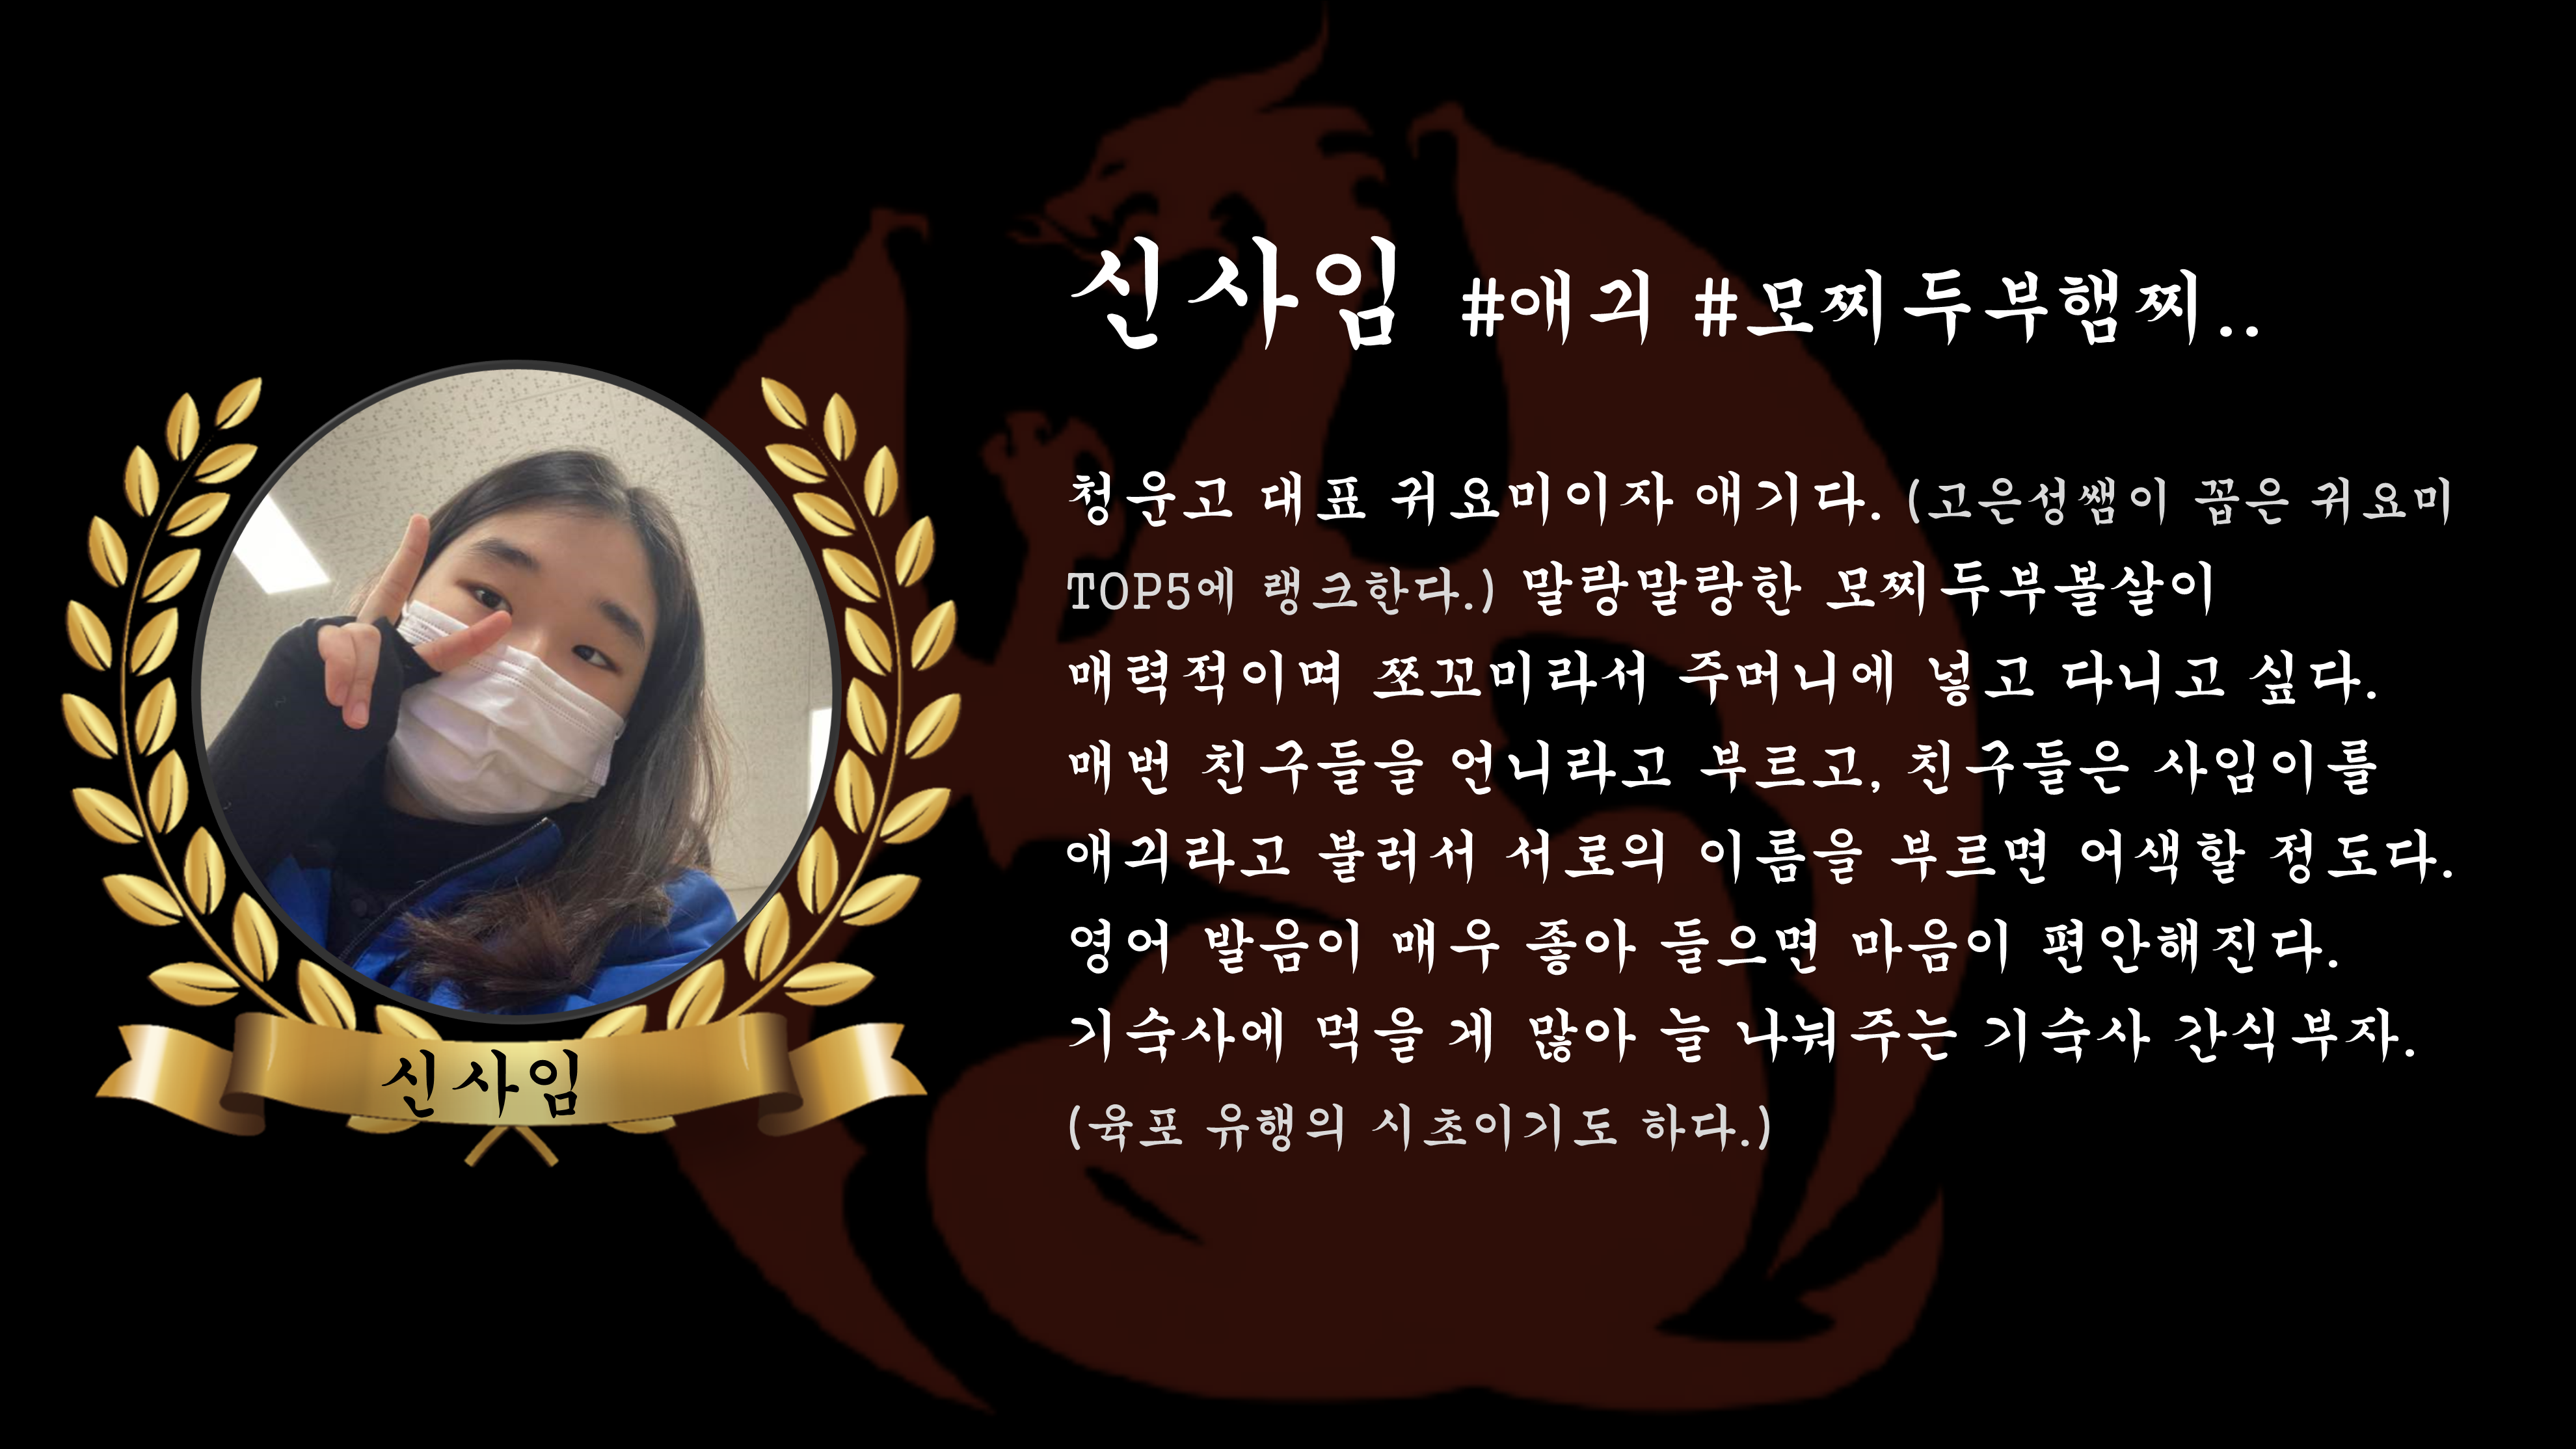 신사임 #애긔 #모찌두부햄찌..
청운고 대표 귀요미이자 애기다. (고은성쌤이 꼽은 귀요미
TOP5에 랭크한다.) 말랑말랑한 모찌두부볼살이
매력적이며 쪼꼬미라서 주머니에 넣고 다니고 싶다.
매번 친구들을 언니라고 부르고, 친구들은 사임이를
애긔라고 불러서 서로의 이름을 부르면 어색할 정도다.
영어 발음이 매우 좋아 들으면 마음이 편안해진다.
기숙사에 먹을 게 많아 늘 나눠주는 기숙사 간식부자.
(육포 유행의 시초이기도 하다.)
신사임